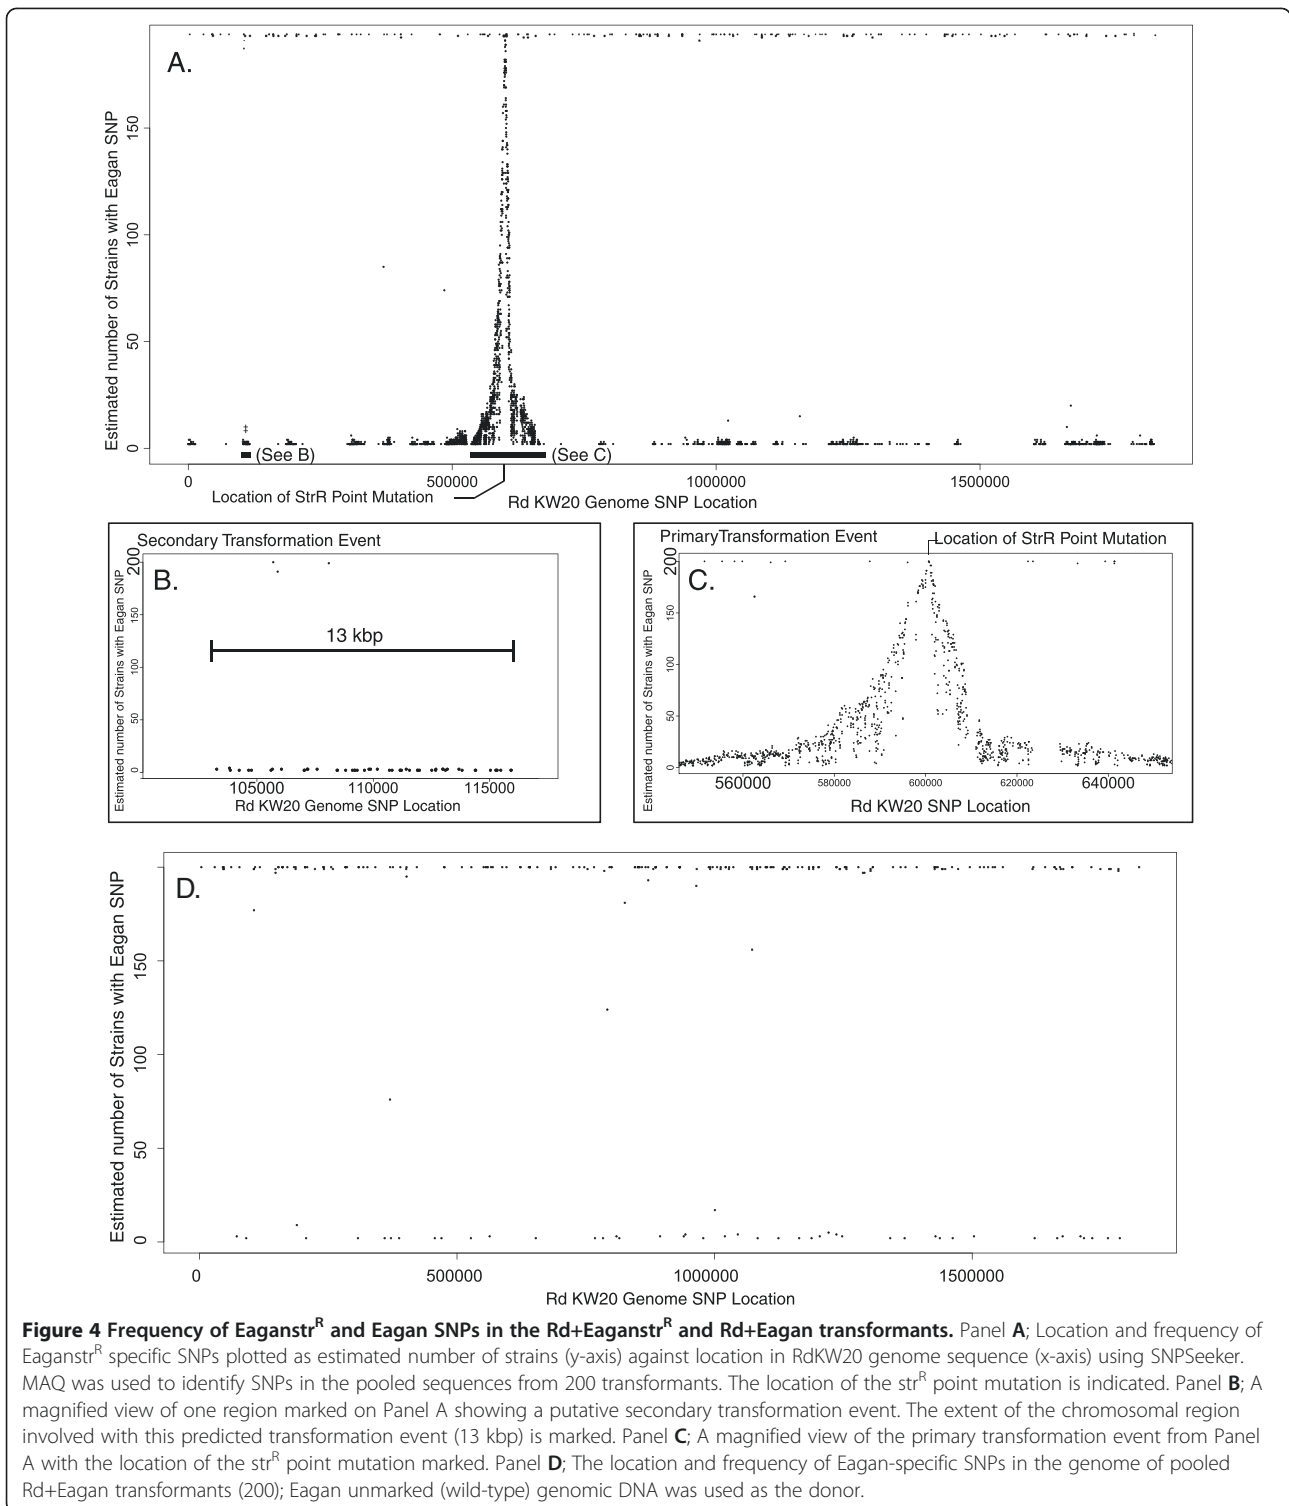 A.
Estimated number of Strains with Eagan SNP
150
100
50
0
(See B)
(See C)
0
500000
1000000
1500000
Location of StrR Point Mutation
Rd KW20 Genome SNP Location
Secondary Transformation Event
B.
Estimated number of Strains with Eagan SNP
200
150
100
50
0
13 kbp
105000
110000
115000
Rd KW20 Genome SNP Location
PrimaryTransformation Event
Location of StrR Point Mutation
C.
Estimated number of Strains with Eagan SNP
200
150
100
50
0
560000
580000
600000
620000
640000
Rd KW20 SNP Location
D.
Estimated number of Strains with Eagan SNP
150
100
50
0
0
500000
1000000
1500000
Rd KW20 Genome SNP Location
Figure 4 Frequency of Eaganstr^R and Eagan SNPs in the Rd+Eaganstr^R and Rd+Eagan transformants. Panel A; Location and frequency of
Eaganstr^R specific SNPs plotted as estimated number of strains (y-axis) against location in RdKW20 genome sequence (x-axis) using SNPSeeker.
MAQ was used to identify SNPs in the pooled sequences from 200 transformants. The location of the str^R point mutation is indicated. Panel B; A
magnified view of one region marked on Panel A showing a putative secondary transformation event. The extent of the chromosomal region
involved with this predicted transformation event (13 kbp) is marked. Panel C; A magnified view of the primary transformation event from Panel
A with the location of the str^R point mutation marked. Panel D; The location and frequency of Eagan-specific SNPs in the genome of pooled
Rd+Eagan transformants (200); Eagan unmarked (wild-type) genomic DNA was used as the donor.